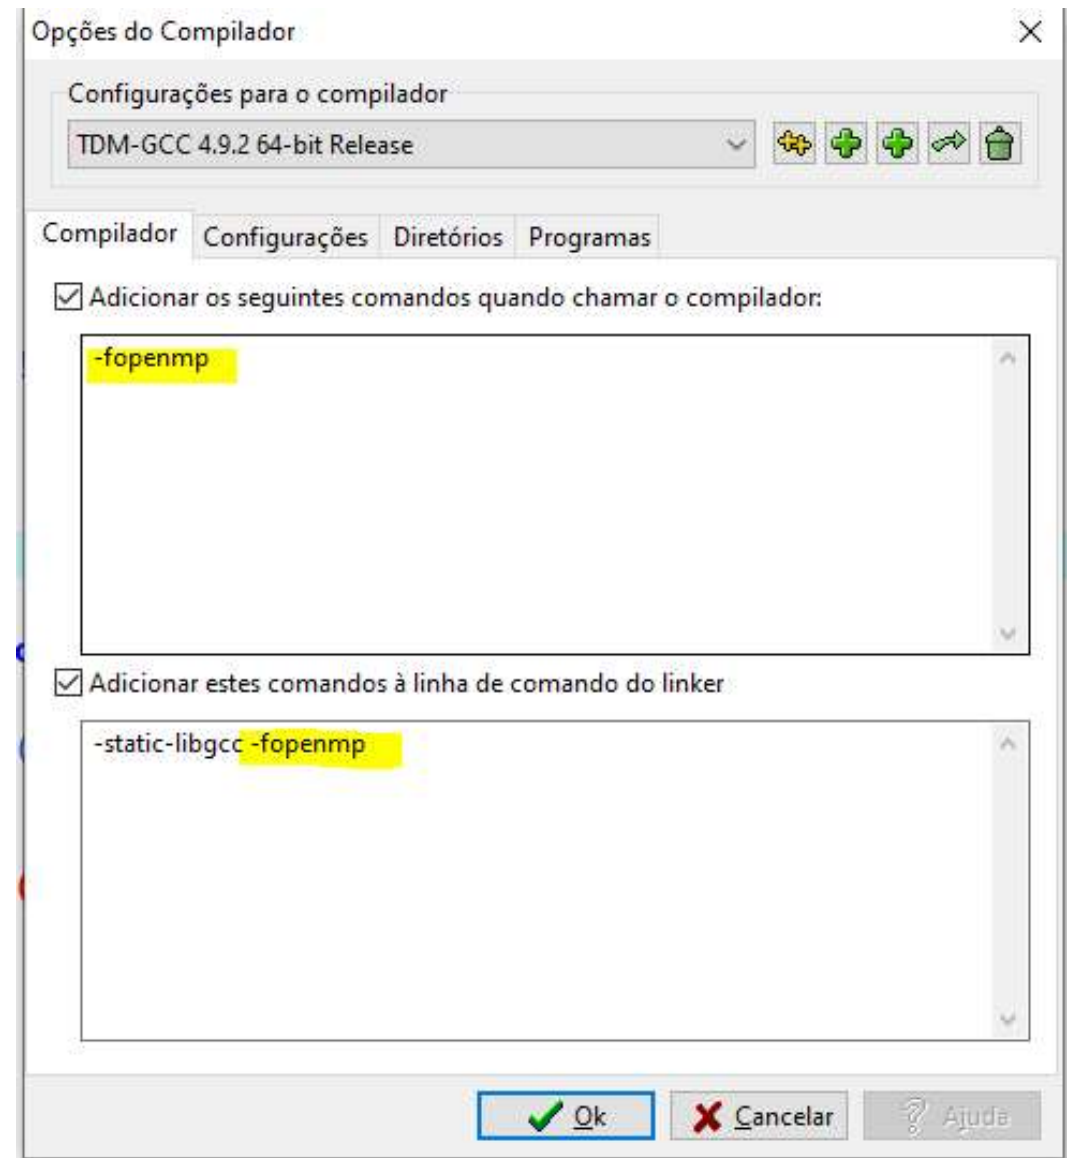 Opções do Compilador
Configurações para o compilador
TDM-GCC 4.9.2 64-bit Release
Compilador Configurações Diretórios Programas
Adicionar os seguintes comandos quando chamar o compilador:
-fopenmp
Adicionar estes comandos à linha de comando do linker
-static-libgcc -fopenmp
Ok Cancelar Ajuda